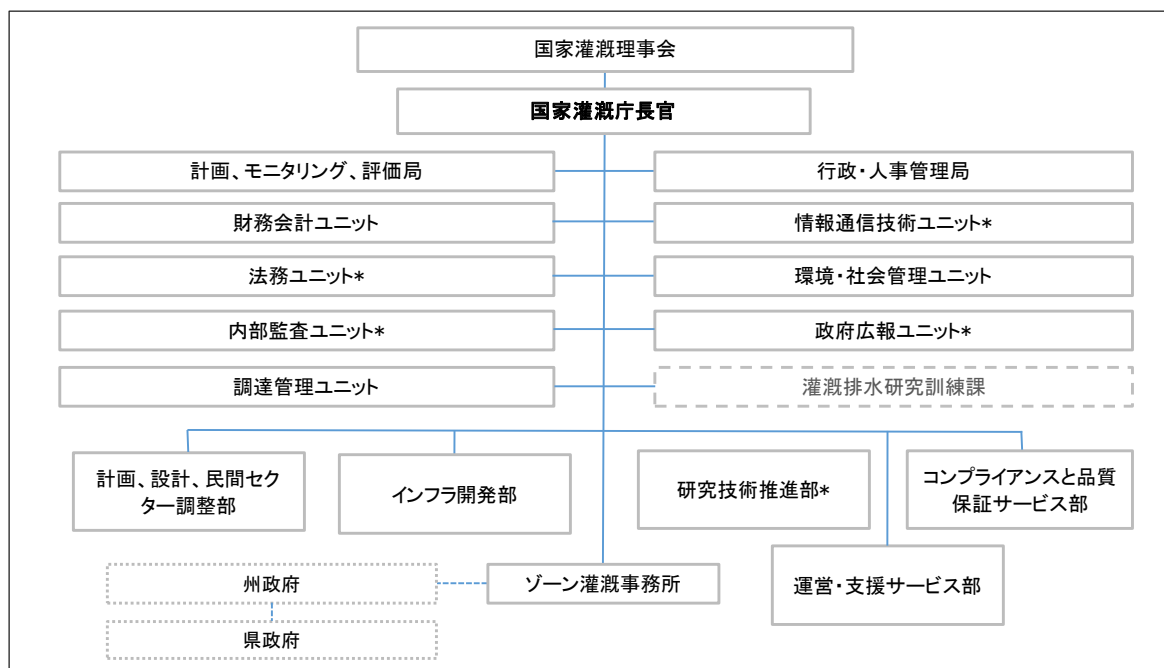 国家灌漑理事会
国家灌漑庁長官
計画、モニタリング、評価局
行政・人事管理局
財務会計ユニット
情報通信技術ユニット*
法務ユニット*
環境・社会管理ユニット
内部監査ユニット*
政府広報ユニット*
調達管理ユニット
灌漑排水研究訓練課
計画、設計、民間セク
ター調整部
インフラ開発部
研究技術推進部*
コンプライアンスと品質
保証サービス部
運営・支援サービス部
州政府
ゾーン灌漑事務所
県政府